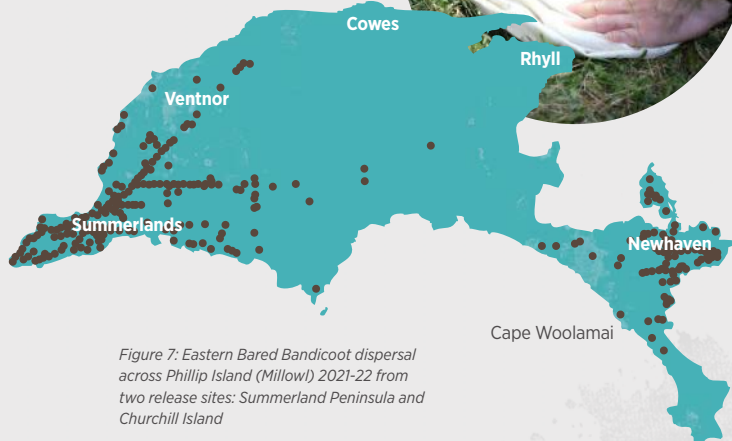 Cowes
Rhyll
Ventnor
Summerlands
Newhaven
Cape Woolamai
Figure 7: Eastern Bared Bandicoot dispersal
across Phillip Island (Millowl) 2021-22 from
two release sites: Summerland Peninsula and
Churchill Island